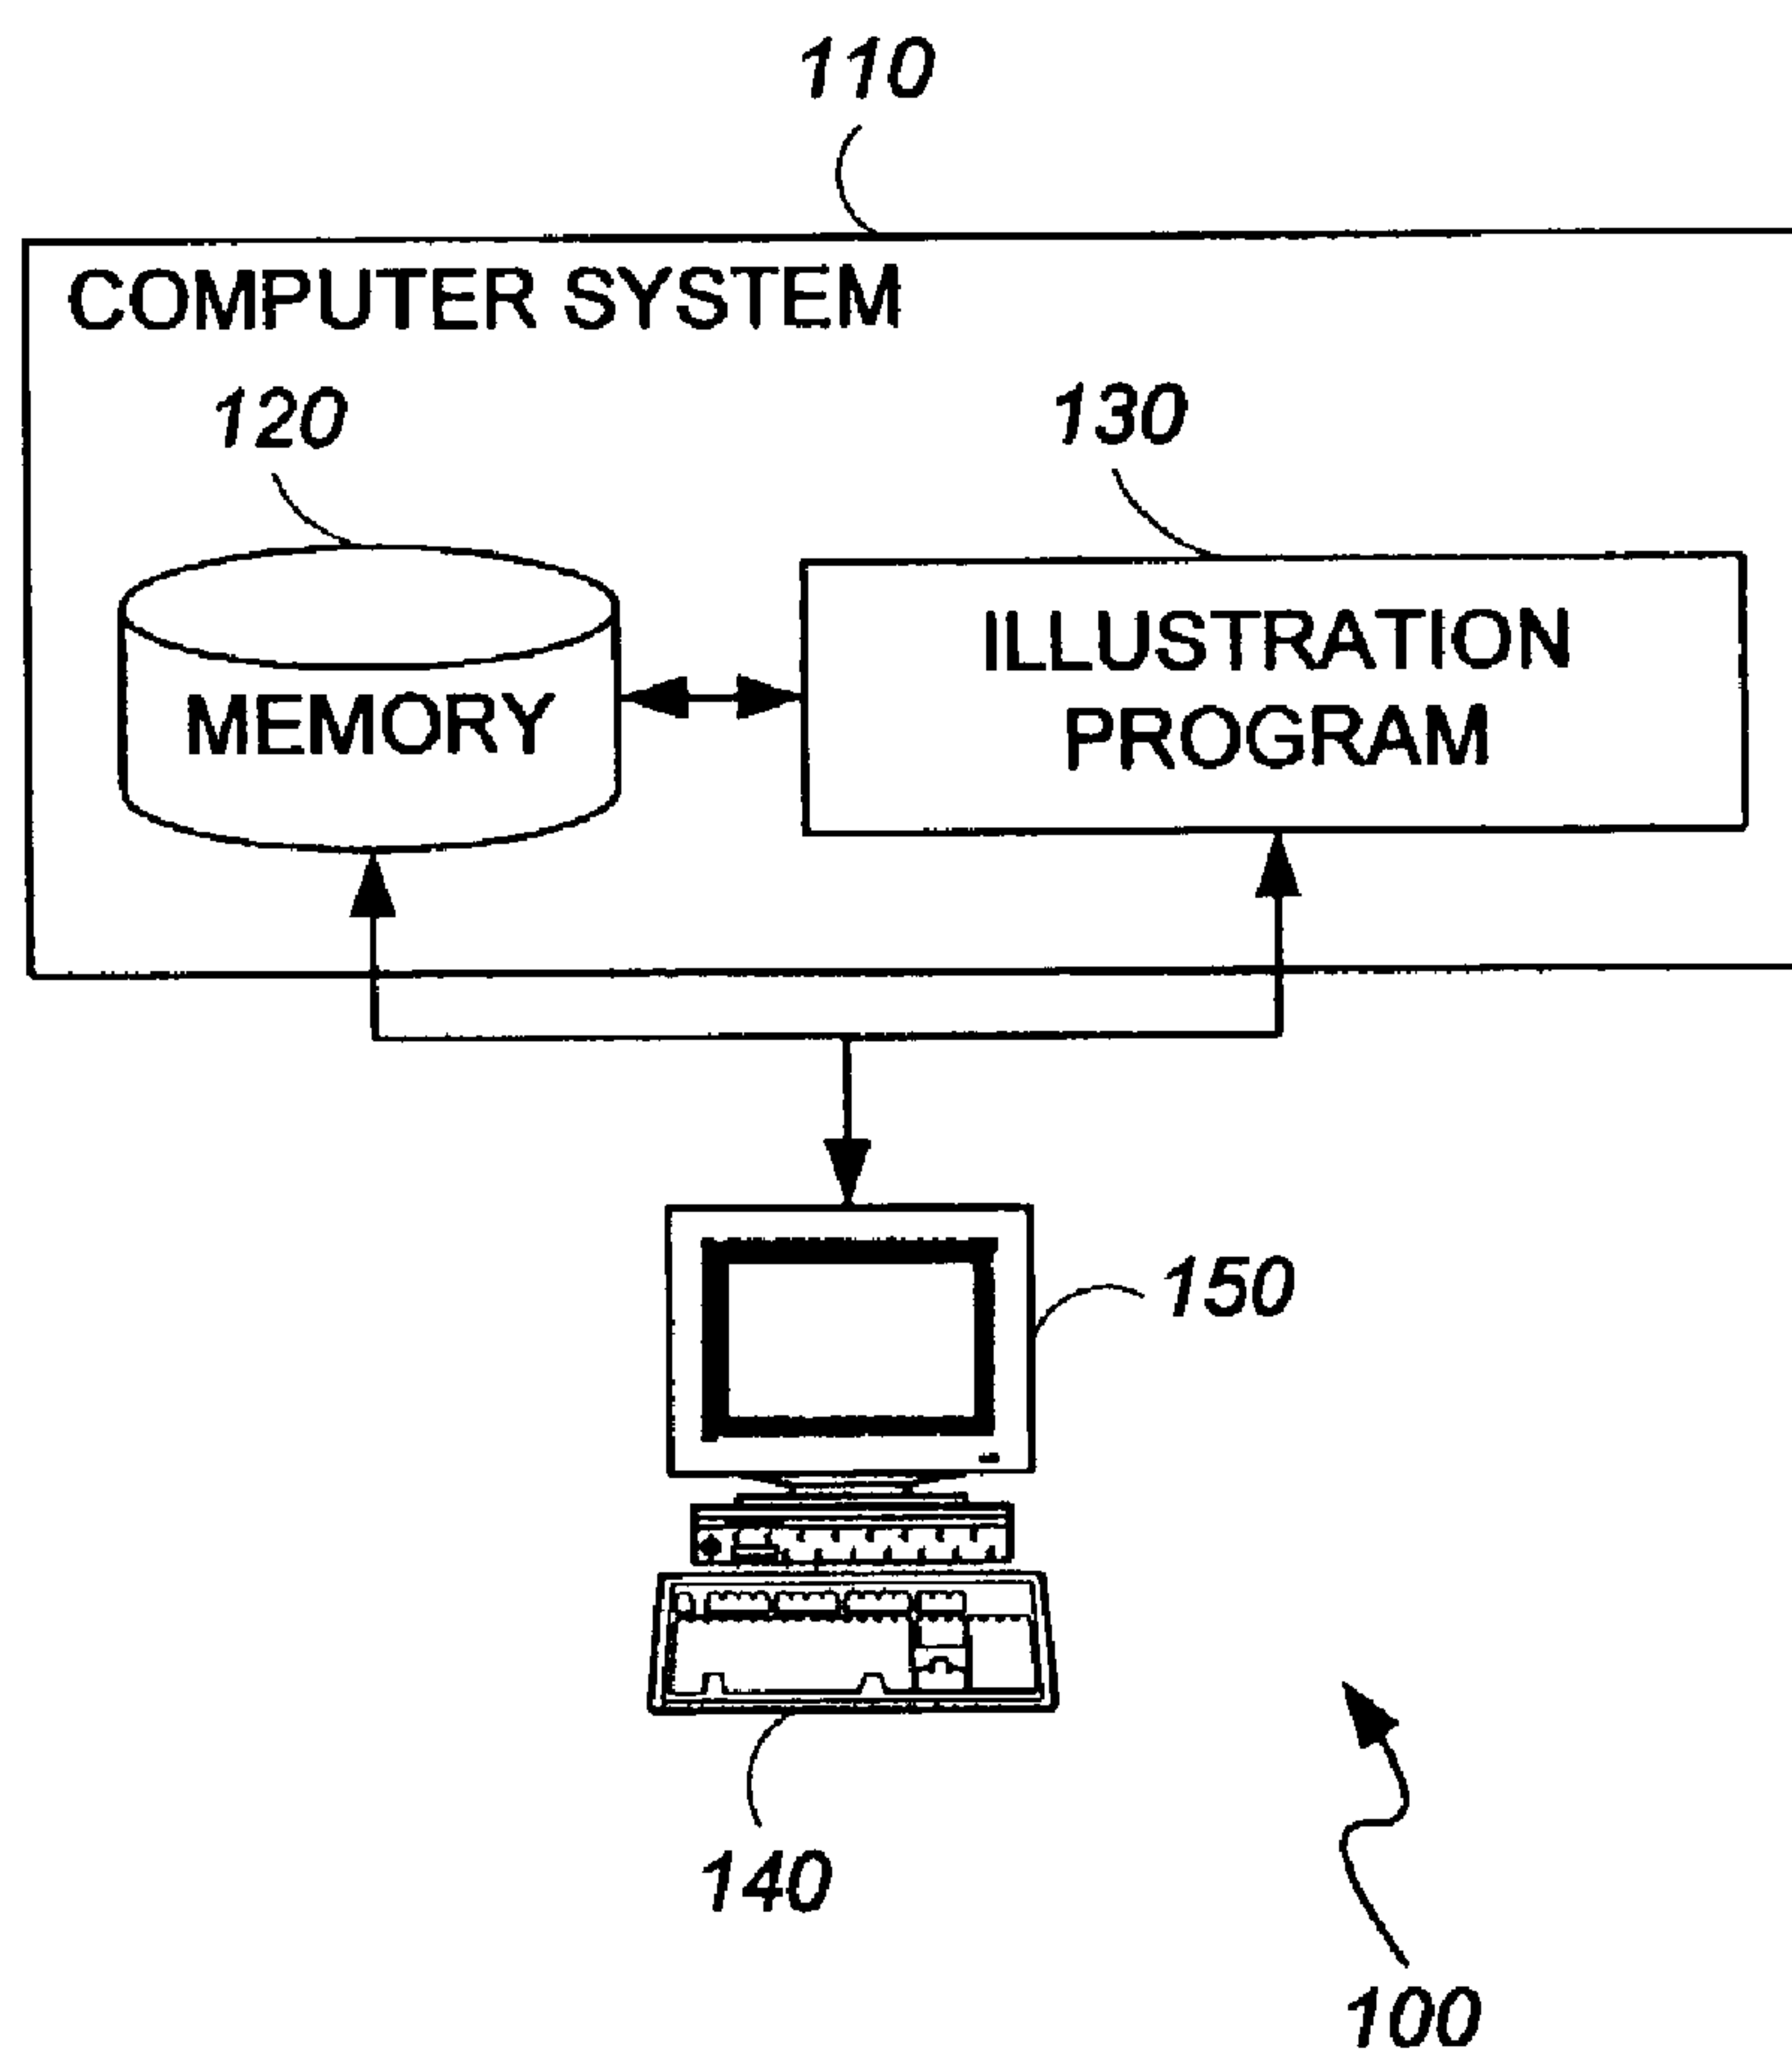 110
COMPUTER SYSTEM
120
130
MEMORY
ILLUSTRATION
PROGRAM
150
140
100